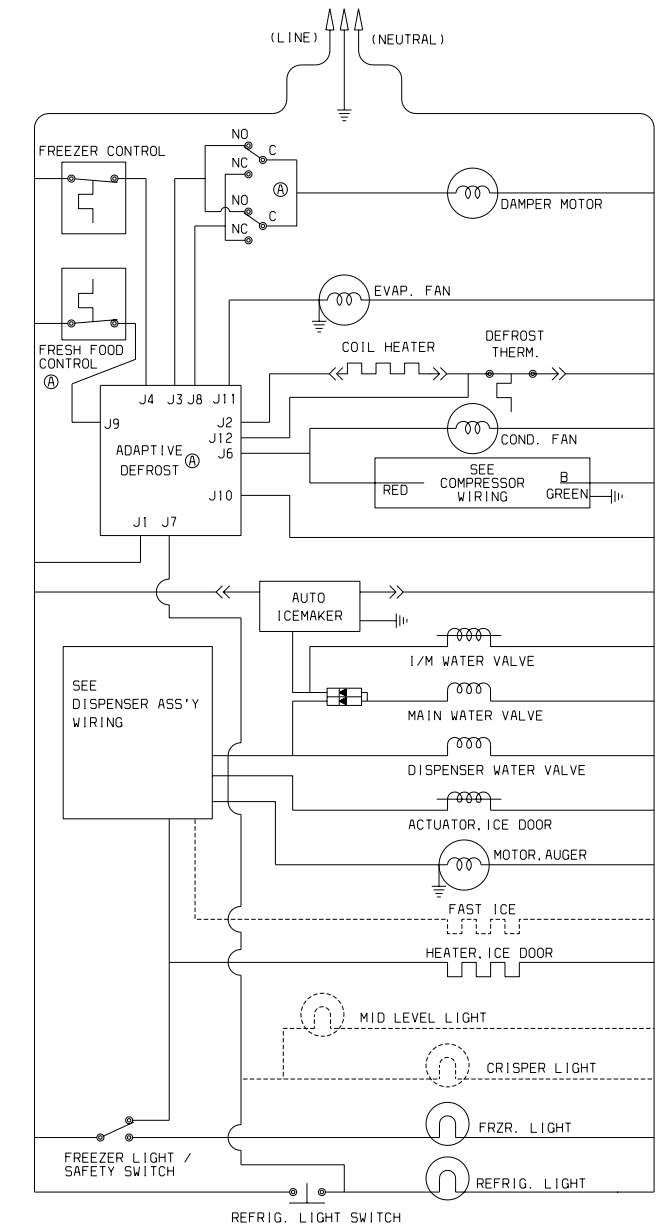 (LINE)
(NEUTRAL)
FREEZER CONTROL
NO
C
NC
Ⓐ
NO
C
NC
DAMPER MOTOR
EVAP. FAN
FRESH FOOD
CONTROL
Ⓐ
COIL HEATER
DEFROST
THERM.
J4 J3 J8 J11
J9
J2
J12
J6
ADAPTIVE
DEFROST Ⓐ
J10
J1 J7
COND. FAN
SEE
COMPRESSOR
WIRING
RED
B
GREEN
AUTO
ICEMAKER
I/M WATER VALVE
SEE
DISPENSER ASS'Y
WIRING
MAIN WATER VALVE
DISPENSER WATER VALVE
ACTUATOR, ICE DOOR
MOTOR, AUGER
FAST ICE
HEATER, ICE DOOR
MID LEVEL LIGHT
CRISPER LIGHT
FRZR. LIGHT
FREEZER LIGHT /
SAFETY SWITCH
REFRIG. LIGHT
REFRIG. LIGHT SWITCH